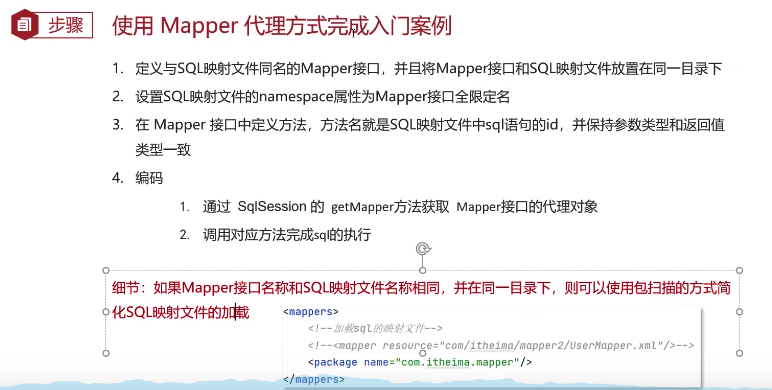 步骤
使用 Mapper 代理方式完成入门案例
1. 定义与SQL映射文件同名的Mapper接口，并且将Mapper接口和SQL映射文件放置在同一目录下
2. 设置SQL映射文件的namespace属性为Mapper接口全限定名
3. 在 Mapper 接口中定义方法，方法名就是SQL映射文件中sql语句的id，并保持参数类型和返回值
类型一致
4. 编码
1. 通过 SqlSession 的 getMapper方法获取 Mapper接口的代理对象
2. 调用对应方法完成sql的执行
细节：如果Mapper接口名称和SQL映射文件名称相同，并在同一目录下，则可以使用包扫描的方式简
化SQL映射文件的加载
<mappers>
<!--加载sql的映射文件-->
<!--<mapper resource="com/itheima/mapper2/UserMapper.xml"/>-->
<package name="com.itheima.mapper"/>
</mappers>